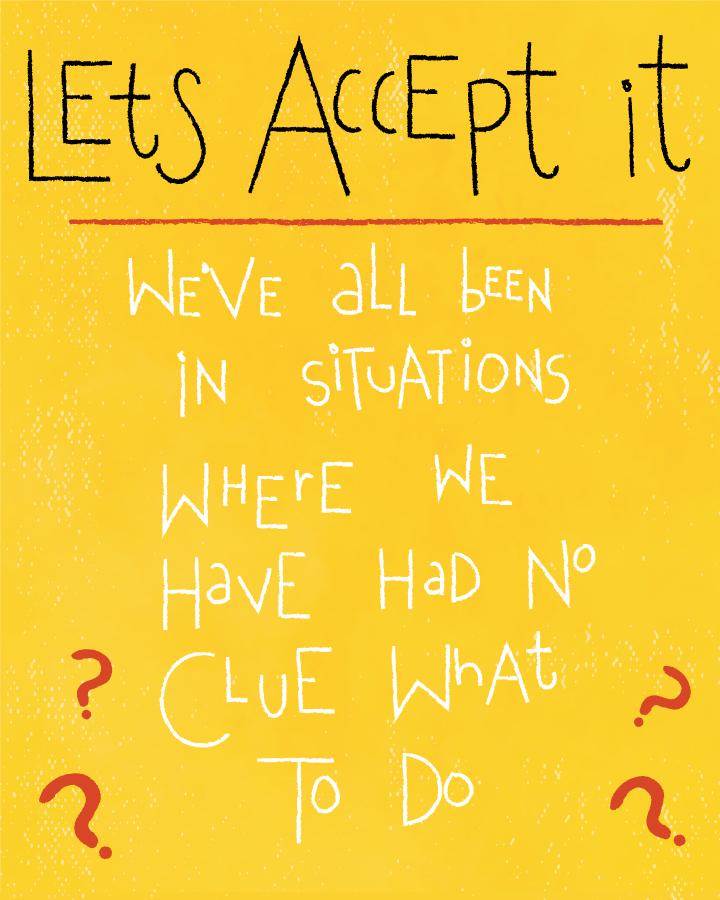 LEts AccEpt it
WE'VE aLL bEEN
iN siTUATiONS
WHErE WE
HavE HaD No
CLUE WhAt
To Do
? ?
? ?